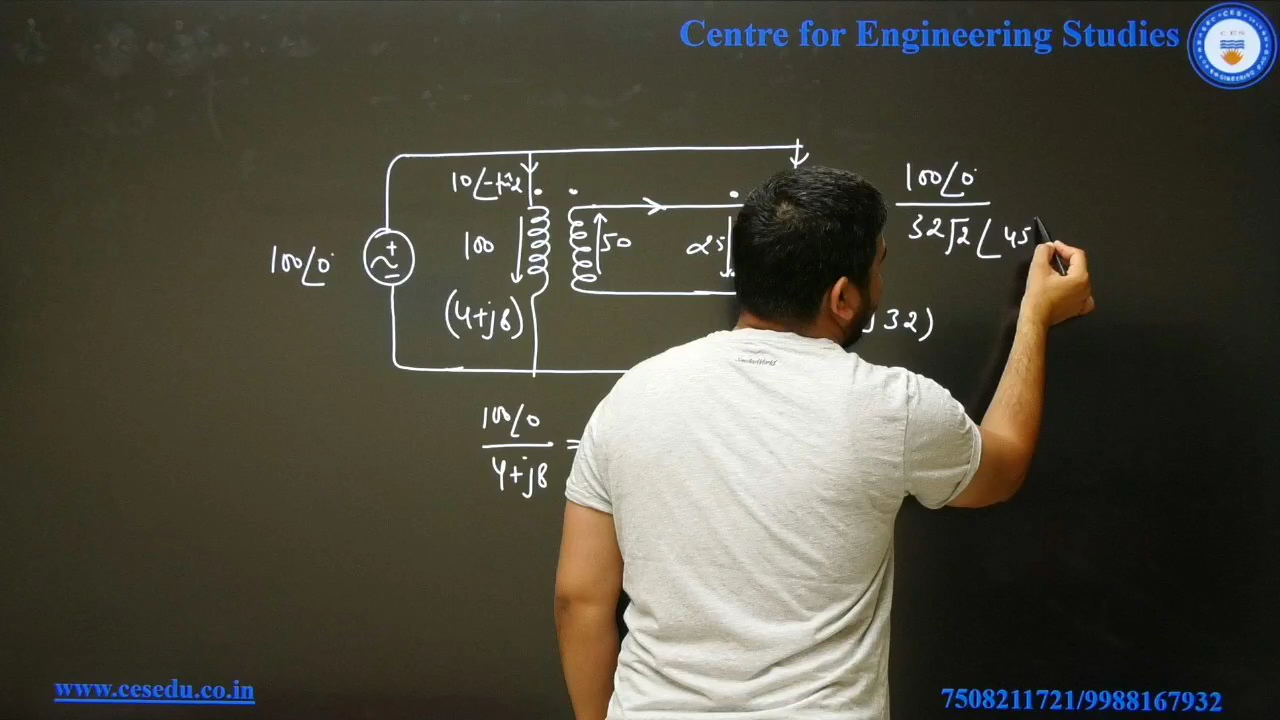 Centre for Engineering Studies
CES
100∠0°
32√2 ∠45
10∠-
100
50
25
100∠0°
(4+j8)
j32)
100∠0
4+j8
=
www.cesedu.co.in
7508211721/9988167932